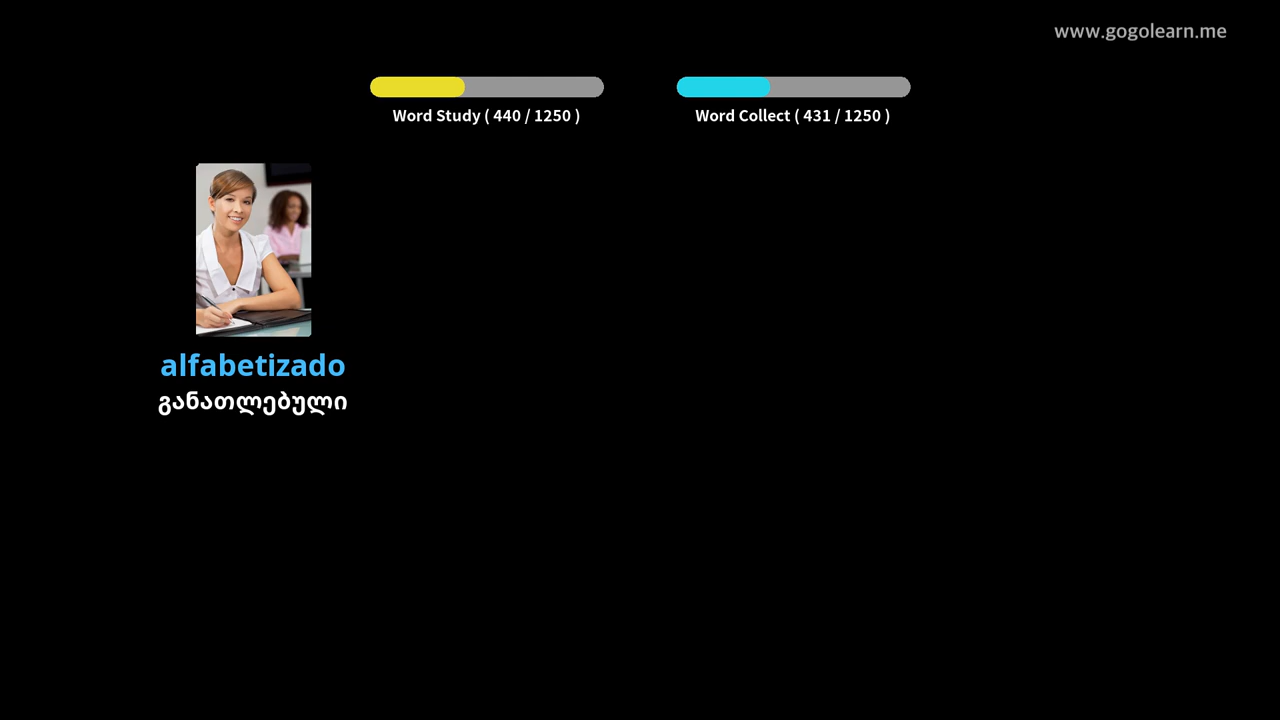 www.gogolearn.me
Word Study ( 440 / 1250 )
Word Collect ( 431 / 1250 )
alfabetizado
განათლებული